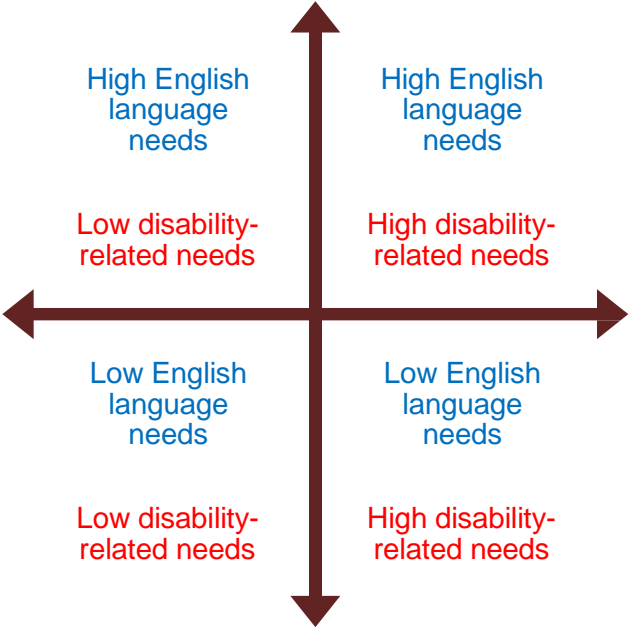 High English
language
needs
Low disability-
related needs
High English
language
needs
High disability-
related needs
Low English
language
needs
Low disability-
related needs
Low English
language
needs
High disability-
related needs